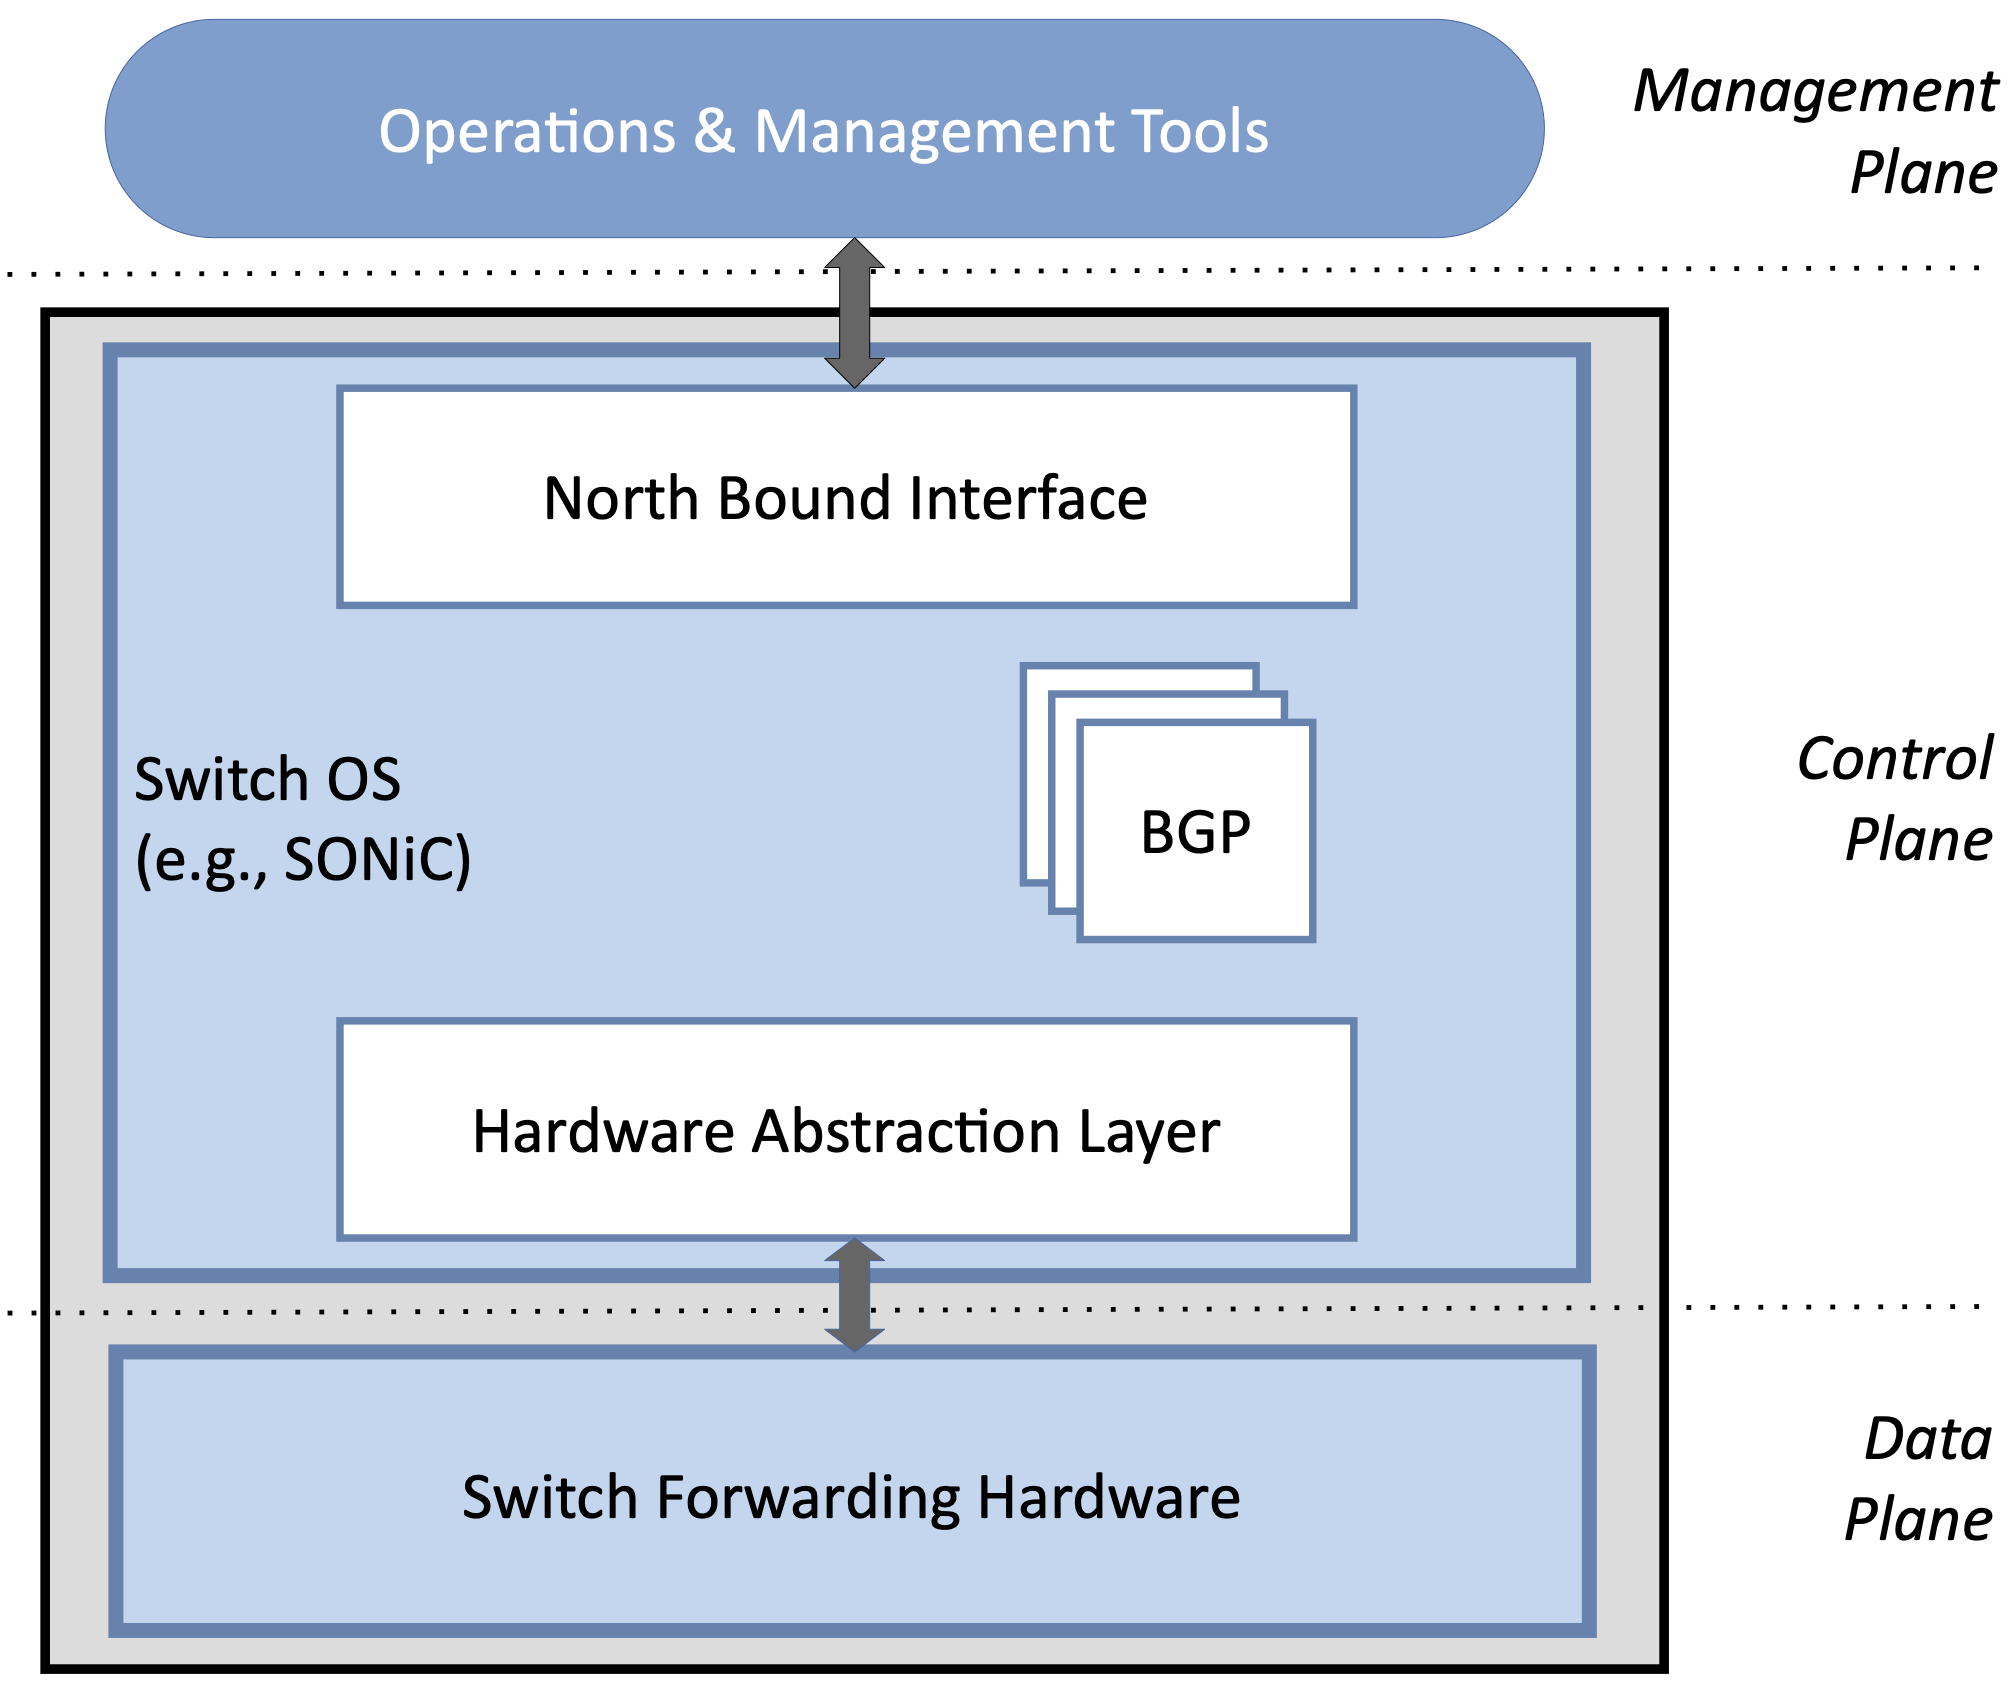 Operations & Management Tools
Management
Plane
North Bound Interface
Switch OS
(e.g., SONiC)
BGP
Control
Plane
Hardware Abstraction Layer
Switch Forwarding Hardware
Data
Plane